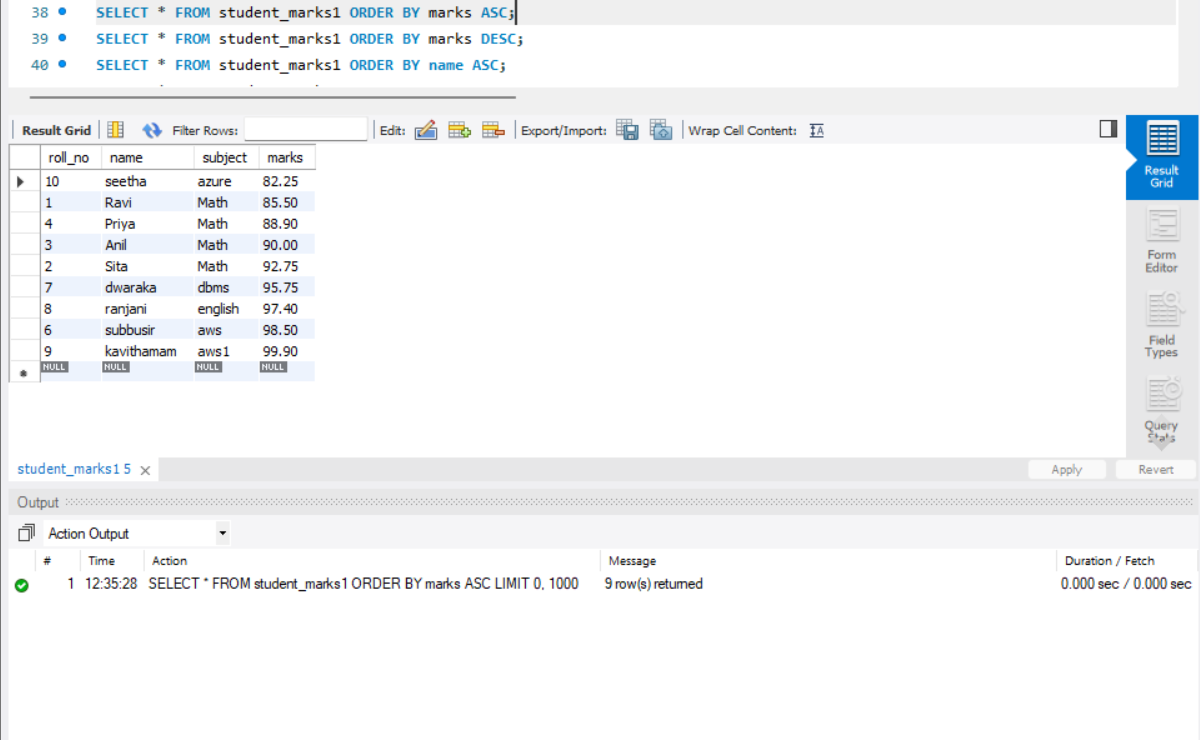 38 SELECT * FROM student_marks1 ORDER BY marks ASC;
39 SELECT * FROM student_marks1 ORDER BY marks DESC;
40 SELECT * FROM student_marks1 ORDER BY name ASC;
Result Grid Filter Rows: Edit: Export/Import: Wrap Cell Content: IA
roll_no name subject marks
10 seetha azure 82.25
1 Ravi Math 85.50
4 Priya Math 88.90
3 Anil Math 90.00
2 Sita Math 92.75
7 dwaraka dbms 95.75
8 ranjani english 97.40
6 subbusir aws 98.50
9 kavithamam aws1 99.90
NULL NULL NULL NULL
Result
Grid
Form
Editor
Field
Types
Query
Stats
student_marks1 5 Apply Revert
Output
Action Output
# Time Action Message Duration / Fetch
1 12:35:28 SELECT * FROM student_marks1 ORDER BY marks ASC LIMIT 0, 1000 9 row(s) returned 0.000 sec / 0.000 sec